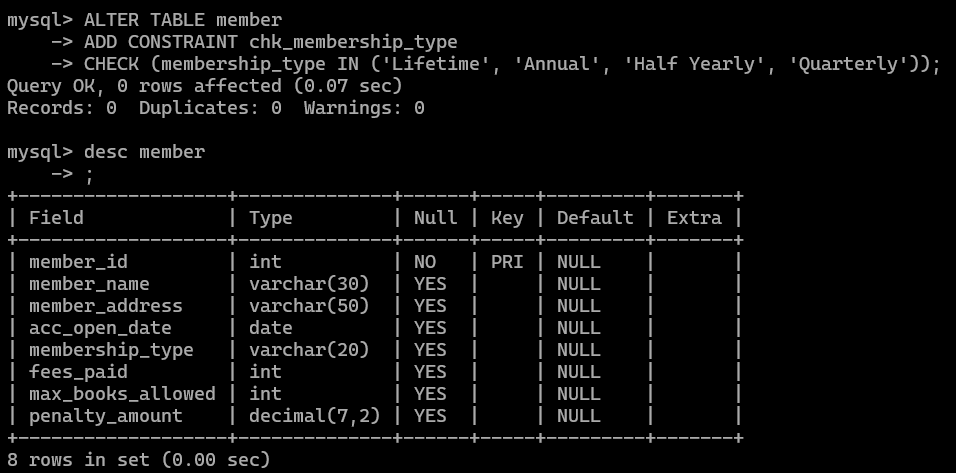 mysql> ALTER TABLE member
    -> ADD CONSTRAINT chk_membership_type
    -> CHECK (membership_type IN ('Lifetime', 'Annual', 'Half Yearly', 'Quarterly'));
Query OK, 0 rows affected (0.07 sec)
Records: 0  Duplicates: 0  Warnings: 0

mysql> desc member
    -> ;
+-------------------+--------------+------+-----+---------+-------+
| Field             | Type         | Null | Key | Default | Extra |
+-------------------+--------------+------+-----+---------+-------+
| member_id         | int          | NO   | PRI | NULL    |       |
| member_name       | varchar(30)  | YES  |     | NULL    |       |
| member_address    | varchar(50)  | YES  |     | NULL    |       |
| acc_open_date     | date         | YES  |     | NULL    |       |
| membership_type   | varchar(20)  | YES  |     | NULL    |       |
| fees_paid         | int          | YES  |     | NULL    |       |
| max_books_allowed | int          | YES  |     | NULL    |       |
| penalty_amount    | decimal(7,2) | YES  |     | NULL    |       |
+-------------------+--------------+------+-----+---------+-------+
8 rows in set (0.00 sec)